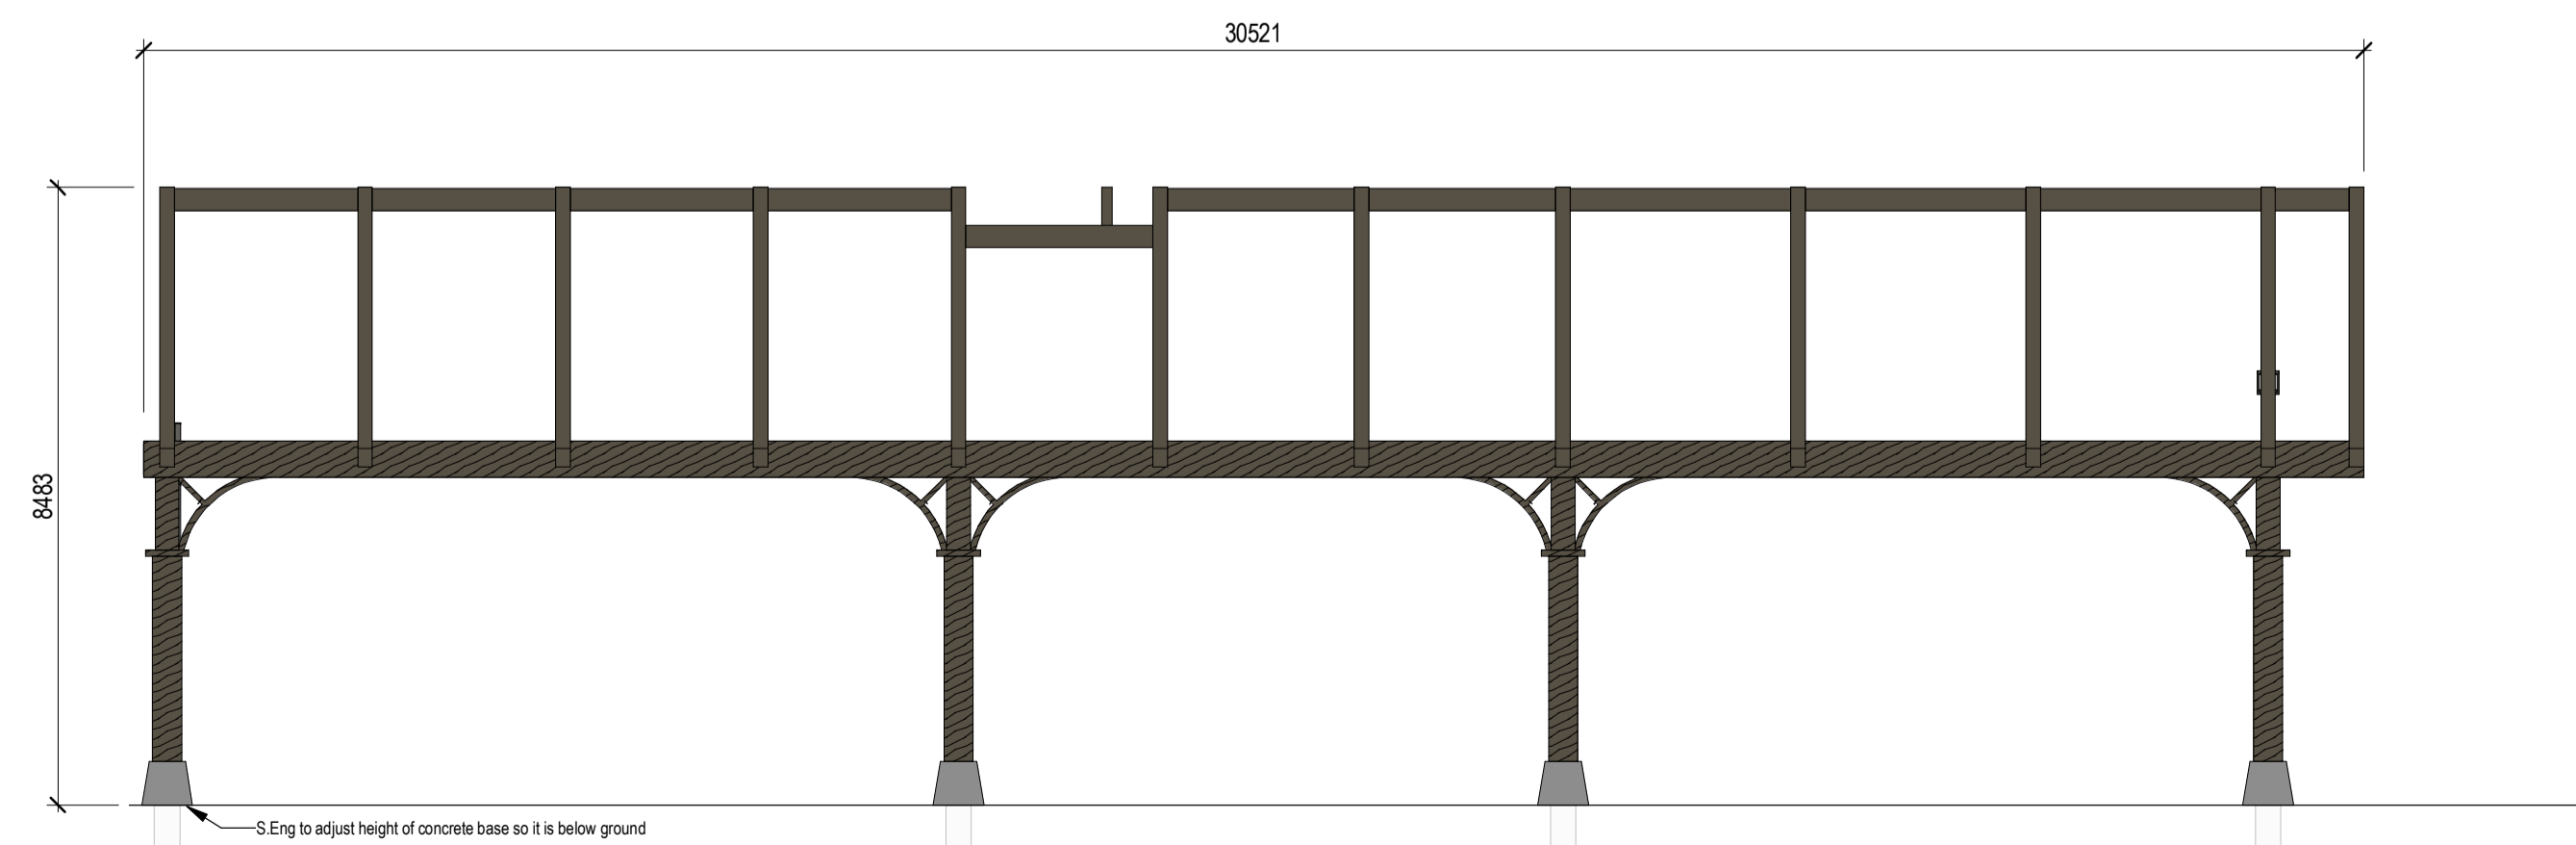 30521
8483
S.Eng to adjust height of concrete base so it is below ground